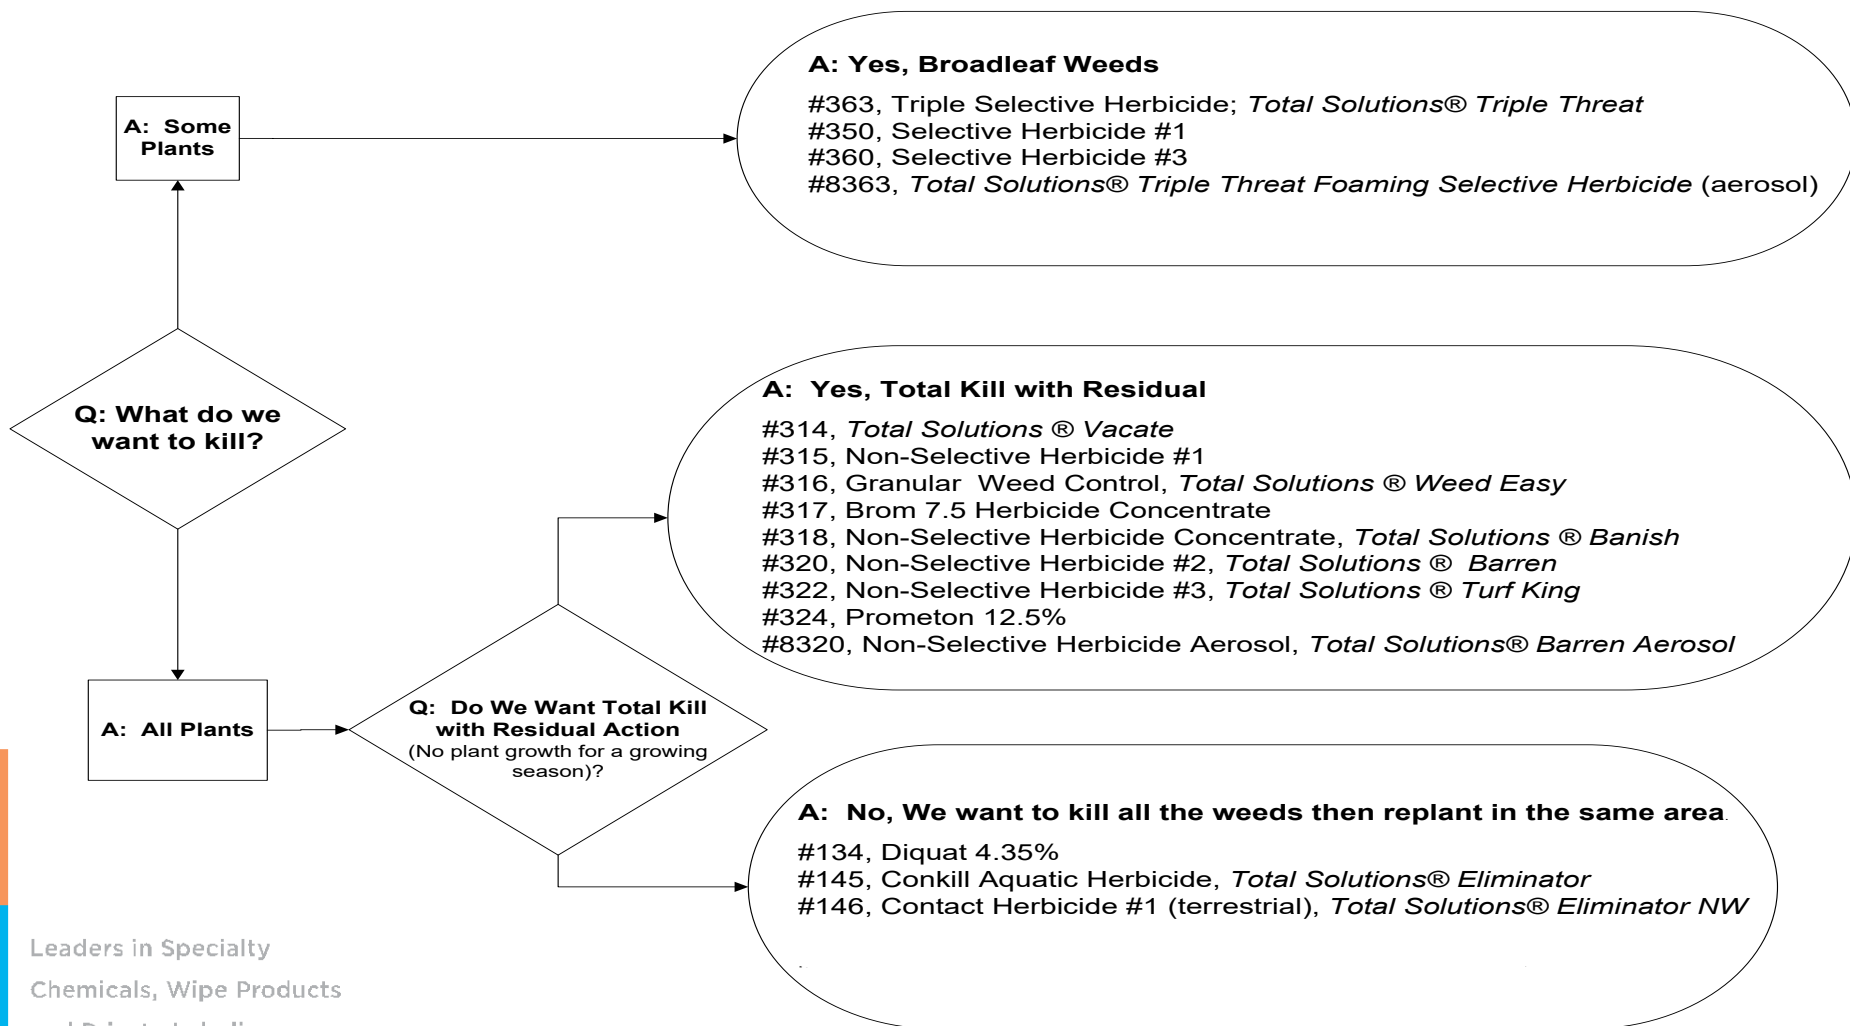 A: Yes, Broadleaf Weeds
#363, Triple Selective Herbicide; Total Solutions® Triple Threat
#350, Selective Herbicide #1
#360, Selective Herbicide #3
#8363, Total Solutions® Triple Threat Foaming Selective Herbicide (aerosol)
A: Some
Plants
Q: What do we
want to kill?
A: Yes, Total Kill with Residual
#314, Total Solutions ® Vacate
#315, Non-Selective Herbicide #1
#316, Granular Weed Control, Total Solutions ® Weed Easy
#317, Brom 7.5 Herbicide Concentrate
#318, Non-Selective Herbicide Concentrate, Total Solutions ® Banish
#320, Non-Selective Herbicide #2, Total Solutions ® Barren
#322, Non-Selective Herbicide #3, Total Solutions ® Turf King
#324, Prometon 12.5%
#8320, Non-Selective Herbicide Aerosol, Total Solutions® Barren Aerosol
A: All Plants
Q: Do We Want Total Kill
with Residual Action
(No plant growth for a growing
season)?
A: No, We want to kill all the weeds then replant in the same area.
#134, Diquat 4.35%
#145, Conkill Aquatic Herbicide, Total Solutions® Eliminator
#146, Contact Herbicide #1 (terrestrial), Total Solutions® Eliminator NW
Leaders in Specialty
Chemicals, Wipe Products